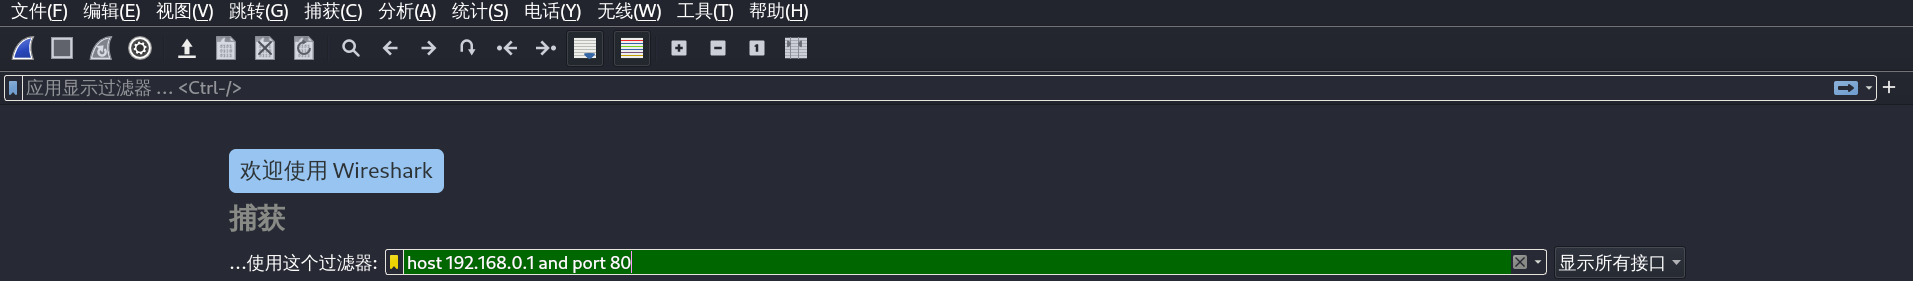 文件(F) 编辑(E) 视图(V) 跳转(G) 捕获(C) 分析(A) 统计(S) 电话(Y) 无线(W) 工具(T) 帮助(H)
应用显示过滤器 … <Ctrl-/>
欢迎使用 Wireshark
捕获
…使用这个过滤器: host 192.168.0.1 and port 80 显示所有接口